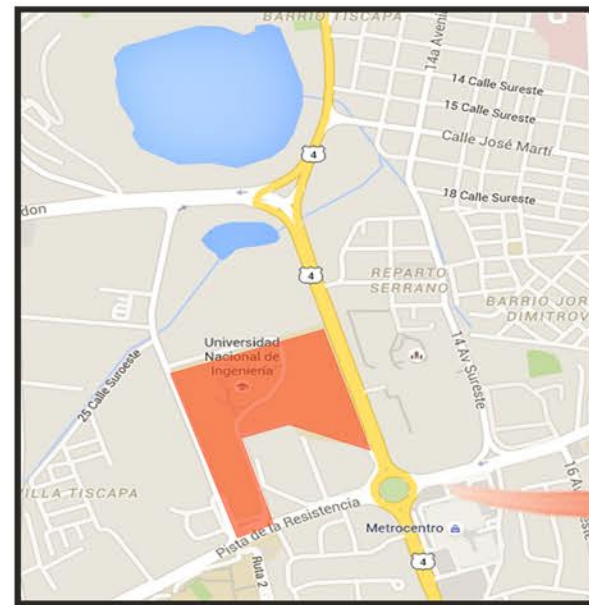 BARRIO TISCAPA
14a Aveni
14 Calle Sureste
15 Calle Sureste
Calle José Martí
4
18 Calle Sureste
don
4
REPARTO
SERRANO
BARRIO JOR
DIMITROV
Universidad
Nacional de
Ingeniería
14 Av Sureste
25 Calle Suroeste
VILLA TISCAPA
16 Av
Pista de la Resistencia
Metrocentro
Ruta 2
4